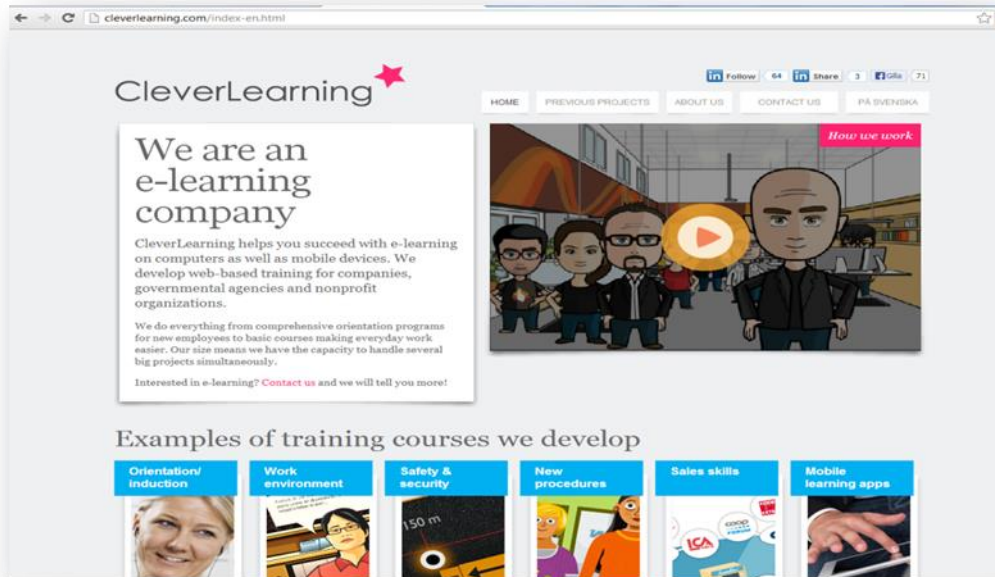 cleverlearning.com/index-en.html
CleverLearning
Follow 64 Share 3 Gilla 71
HOME PREVIOUS PROJECTS ABOUT US CONTACT US PÅ SVENSKA
How we work
We are an
e-learning
company
CleverLearning helps you succeed with e-learning
on computers as well as mobile devices. We
develop web-based training for companies,
governmental agencies and nonprofit
organizations.
We do everything from comprehensive orientation programs
for new employees to basic courses making everyday work
easier. Our size means we have the capacity to handle several
big projects simultaneously.
Interested in e-learning? Contact us and we will tell you more!
Examples of training courses we develop
Orientation/
induction
Work
environment
Safety &
security
New
procedures
Sales skills
Mobile
learning apps
150 m
coop
FORUM
ICA